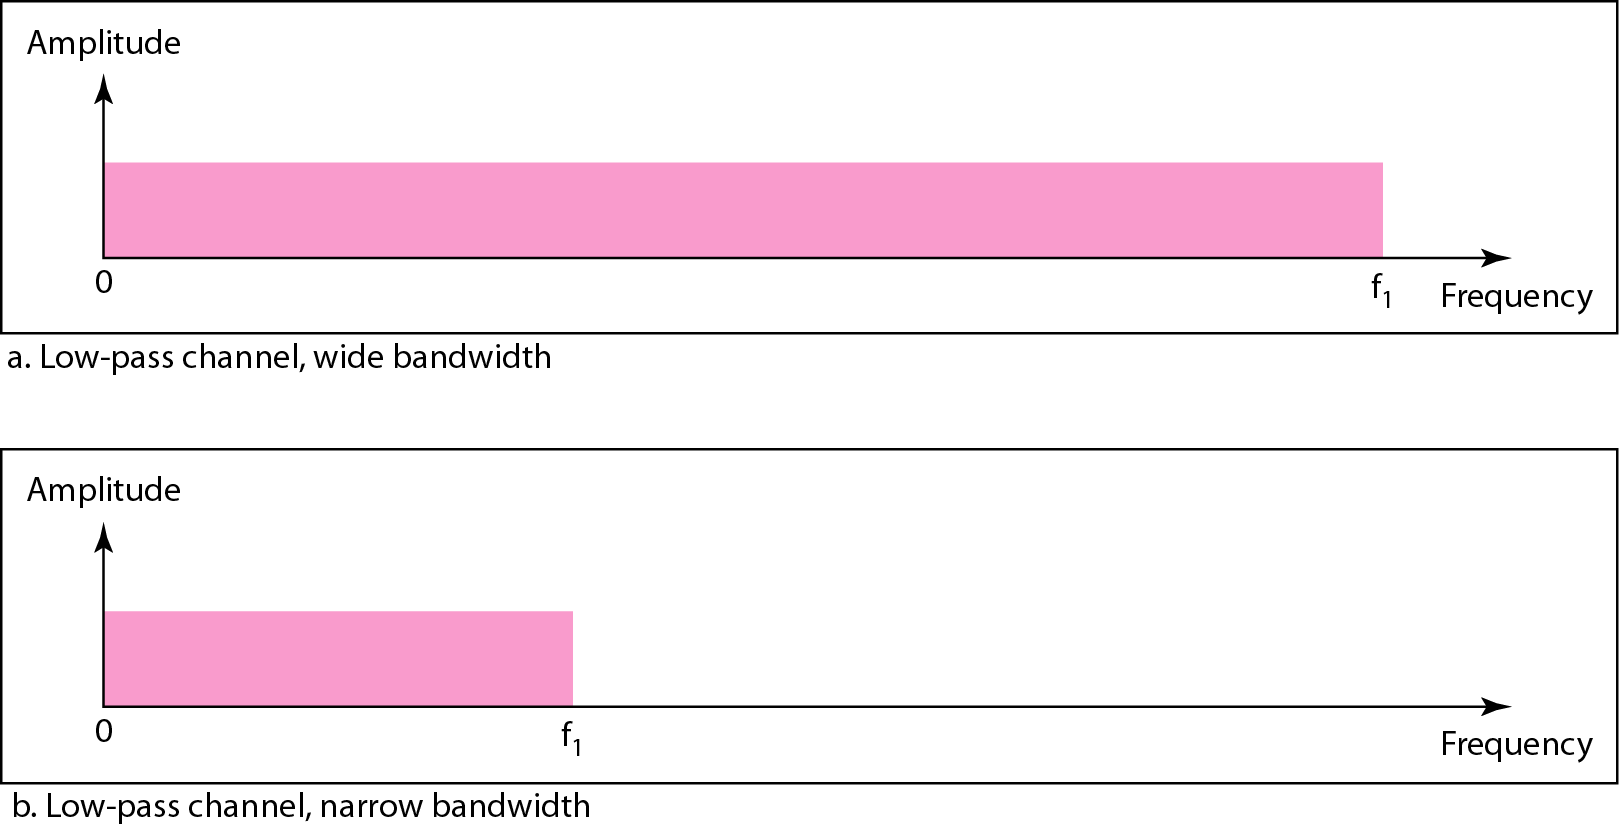 Amplitude
0
f₁
Frequency
a. Low-pass channel, wide bandwidth
Amplitude
0
f₁
Frequency
b. Low-pass channel, narrow bandwidth